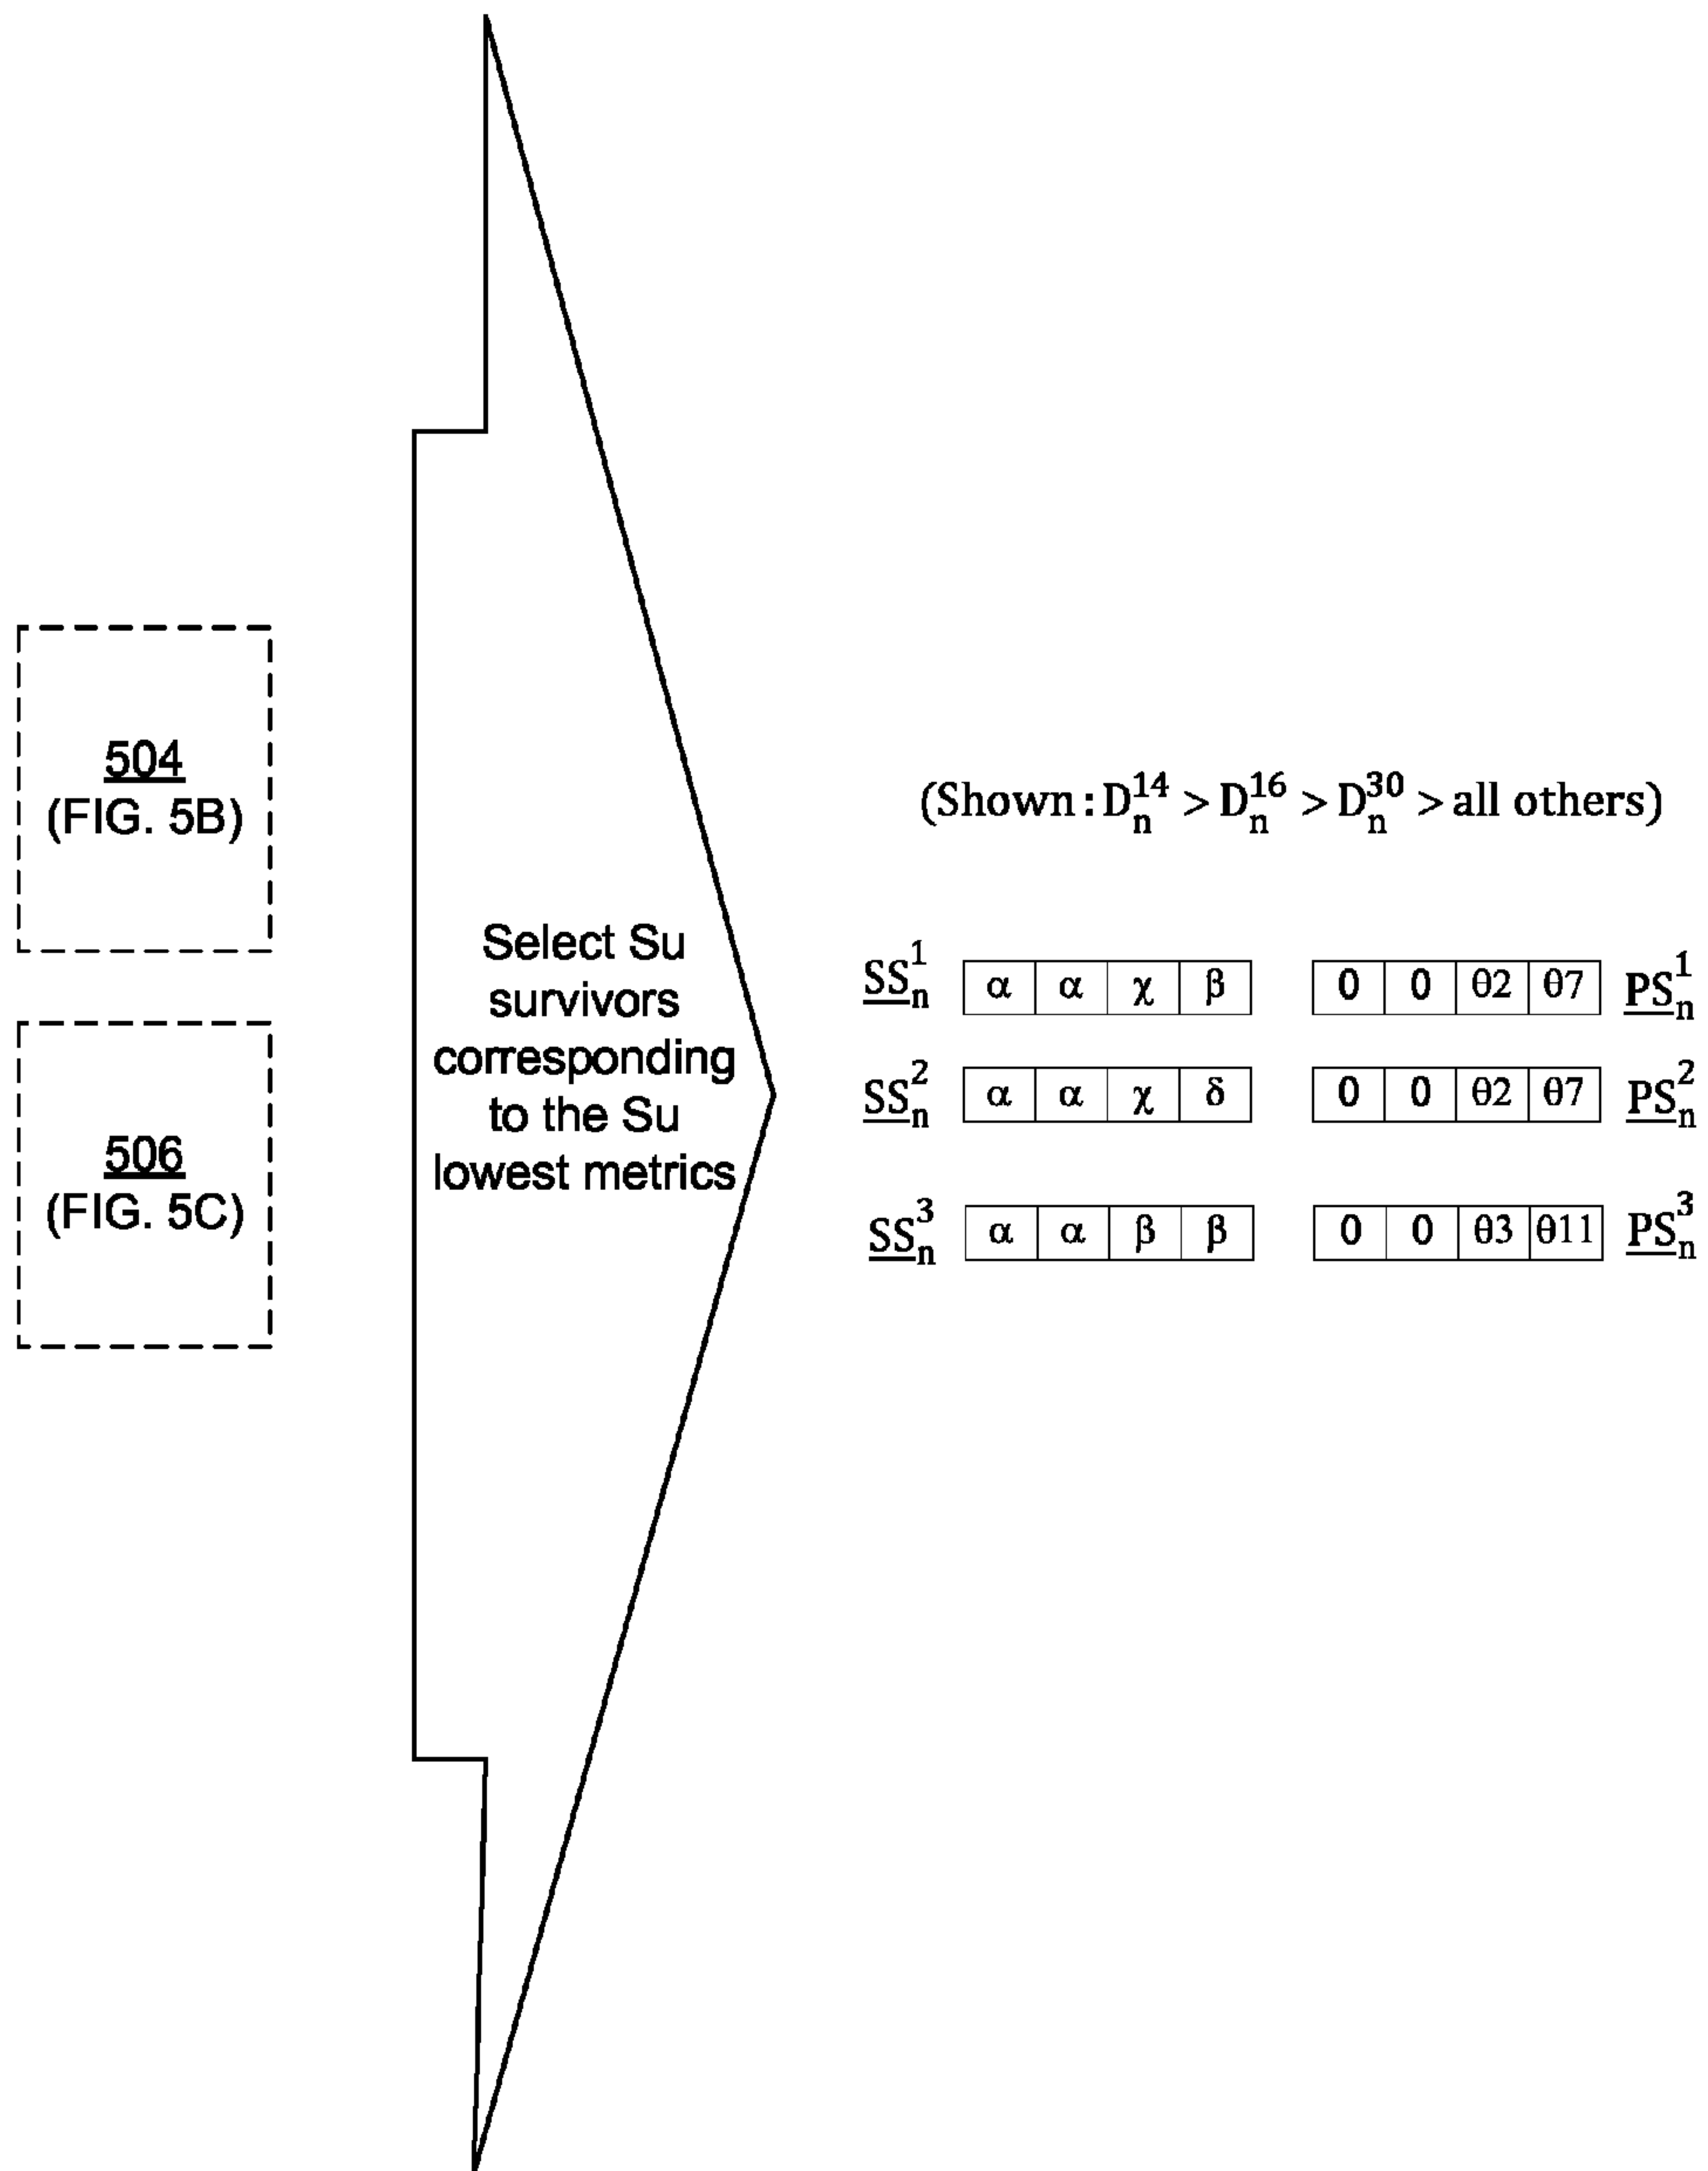 504
(FIG. 5B)
506
(FIG. 5C)
Select Su
survivors
corresponding
to the Su
lowest metrics
(Shown: D_n^14 > D_n^16 > D_n^30 > all others)
SS_n^1 α α χ β 0 0 θ2 θ7 PS_n^1
SS_n^2 α α χ δ 0 0 θ2 θ7 PS_n^2
SS_n^3 α α β β 0 0 θ3 θ11 PS_n^3